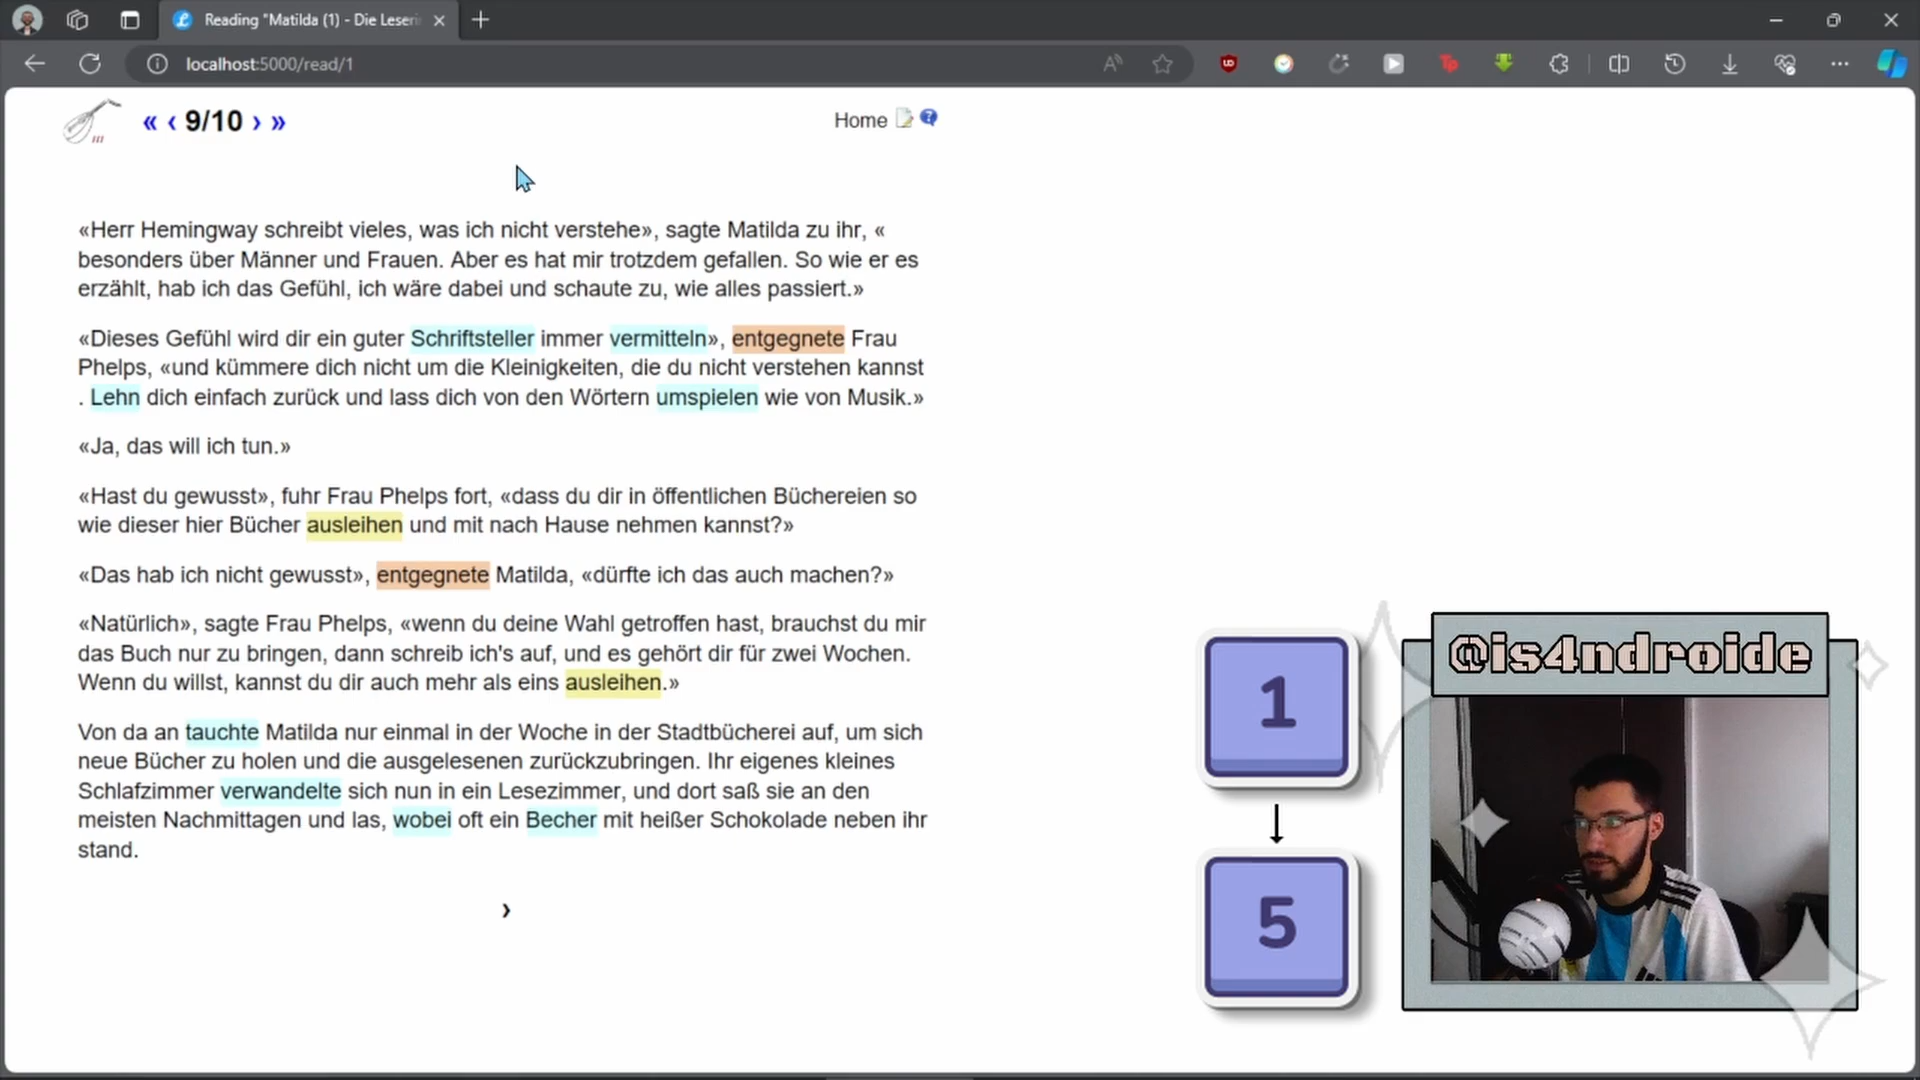 Reading "Matilda (1) - Die Leseri
localhost:5000/read/1
« ‹ 9/10 › »
Home
«Herr Hemingway schreibt vieles, was ich nicht verstehe», sagte Matilda zu ihr, «
besonders über Männer und Frauen. Aber es hat mir trotzdem gefallen. So wie er es
erzählt, hab ich das Gefühl, ich wäre dabei und schaute zu, wie alles passiert.»
«Dieses Gefühl wird dir ein guter Schriftsteller immer vermitteln», entgegnete Frau
Phelps, «und kümmere dich nicht um die Kleinigkeiten, die du nicht verstehen kannst
. Lehn dich einfach zurück und lass dich von den Wörtern umspielen wie von Musik.»
«Ja, das will ich tun.»
«Hast du gewusst», fuhr Frau Phelps fort, «dass du dir in öffentlichen Büchereien so
wie dieser hier Bücher ausleihen und mit nach Hause nehmen kannst?»
«Das hab ich nicht gewusst», entgegnete Matilda, «dürfte ich das auch machen?»
«Natürlich», sagte Frau Phelps, «wenn du deine Wahl getroffen hast, brauchst du mir
das Buch nur zu bringen, dann schreib ich's auf, und es gehört dir für zwei Wochen.
Wenn du willst, kannst du dir auch mehr als eins ausleihen.»
Von da an tauchte Matilda nur einmal in der Woche in der Stadtbücherei auf, um sich
neue Bücher zu holen und die ausgelesenen zurückzubringen. Ihr eigenes kleines
Schlafzimmer verwandelte sich nun in ein Lesezimmer, und dort saß sie an den
meisten Nachmittagen und las, wobei oft ein Becher mit heißer Schokolade neben ihr
stand.
›
1
5
@is4ndroide